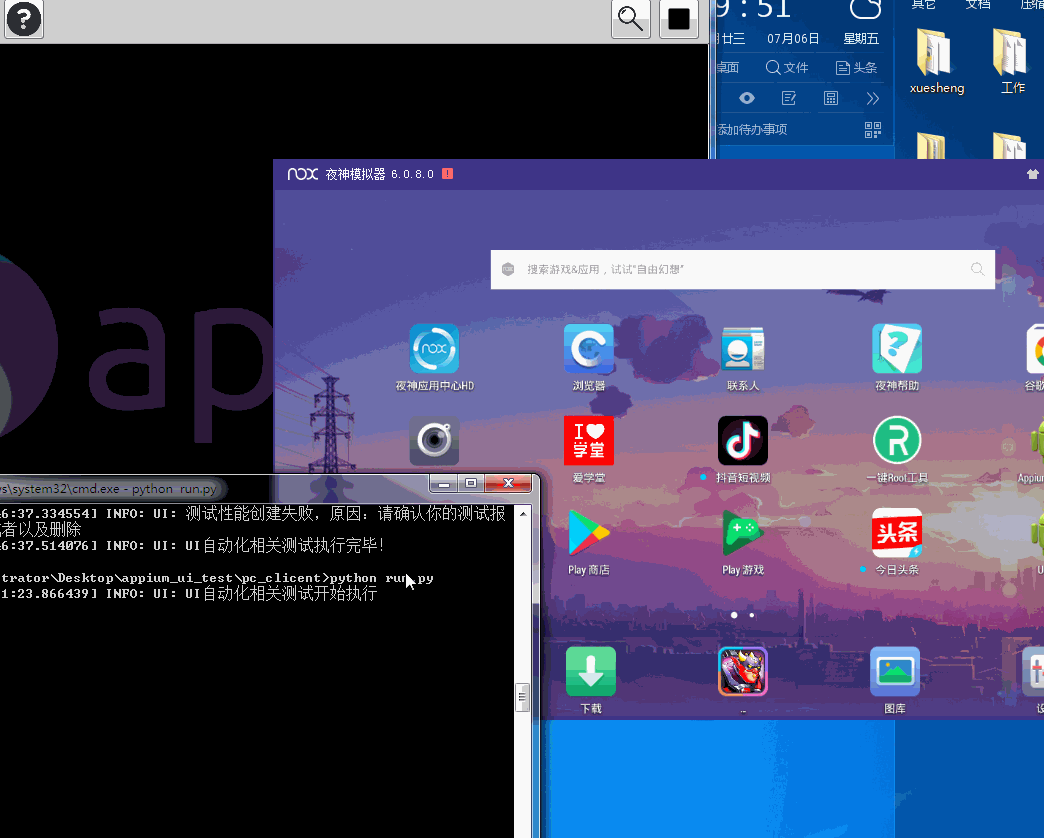 ?
9:51
其它
文档
压缩
廿三 07月06日 星期五
桌面 文件 头条
添加待办事项
xuesheng
工作
nox 夜神模拟器 6.0.8.0 !
搜索游戏&应用，试试"自由幻想"
ap
nox
夜神应用中心HD
浏览器
联系人
夜神帮助
谷歌
I 学堂
爱学堂
抖音短视频
一键Root工具
Appiun
Play 商店
Play 游戏
头条
今日头条
U
下载
...
图库
设
s\system32\cmd.exe - python run.py
6:37.334554] INFO: UI: 测试性能创建失败，原因：请确认你的测试报
者以及删除
6:37.514076] INFO: UI: UI自动化相关测试执行完毕！
trator\Desktop\appium_ui_test\pc_clicent>python run.py
1:23.866439] INFO: UI: UI自动化相关测试开始执行